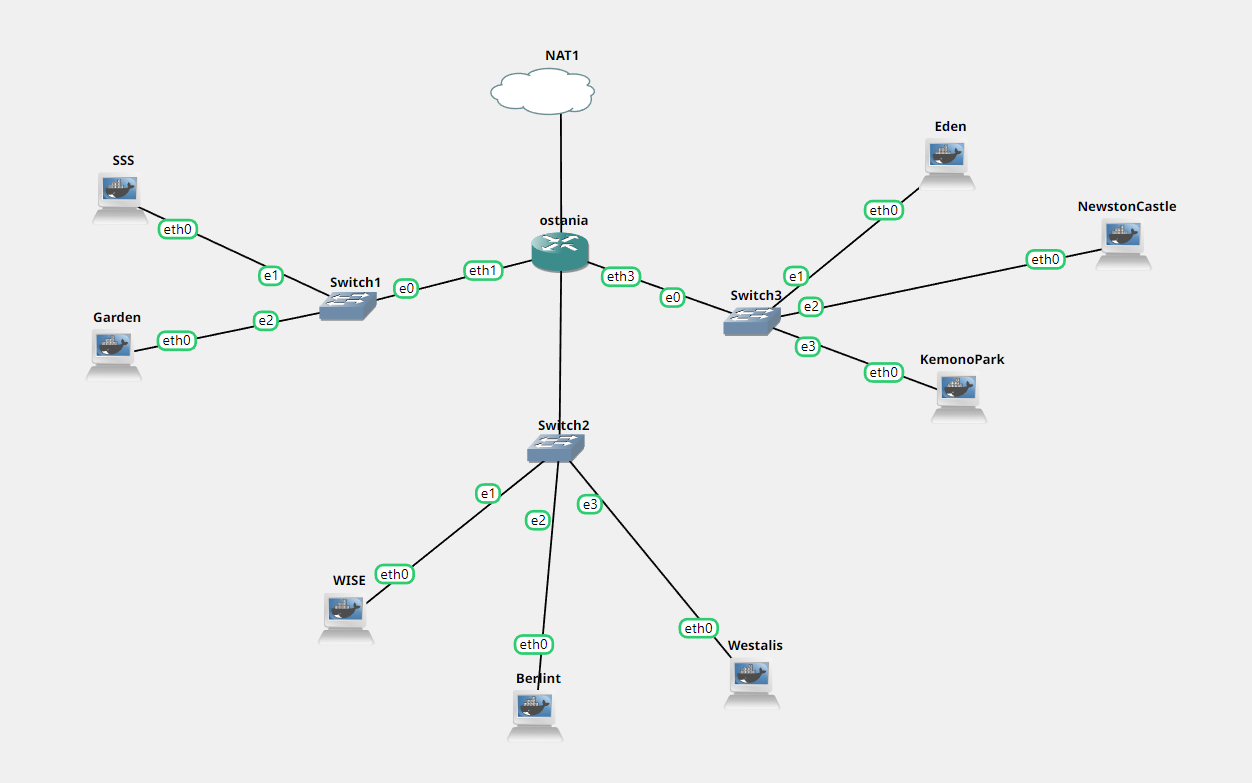 NAT1
Eden
SSS
NewstonCastle
eth0
ostania
eth0
eth0
eth1
e1
eth3
e1
Switch1
e0
e0
Switch3
e2
Garden
e2
eth0
e3
KemonoPark
eth0
Switch2
e1
e3
e2
eth0
WISE
eth0
eth0
Westalis
Berlint